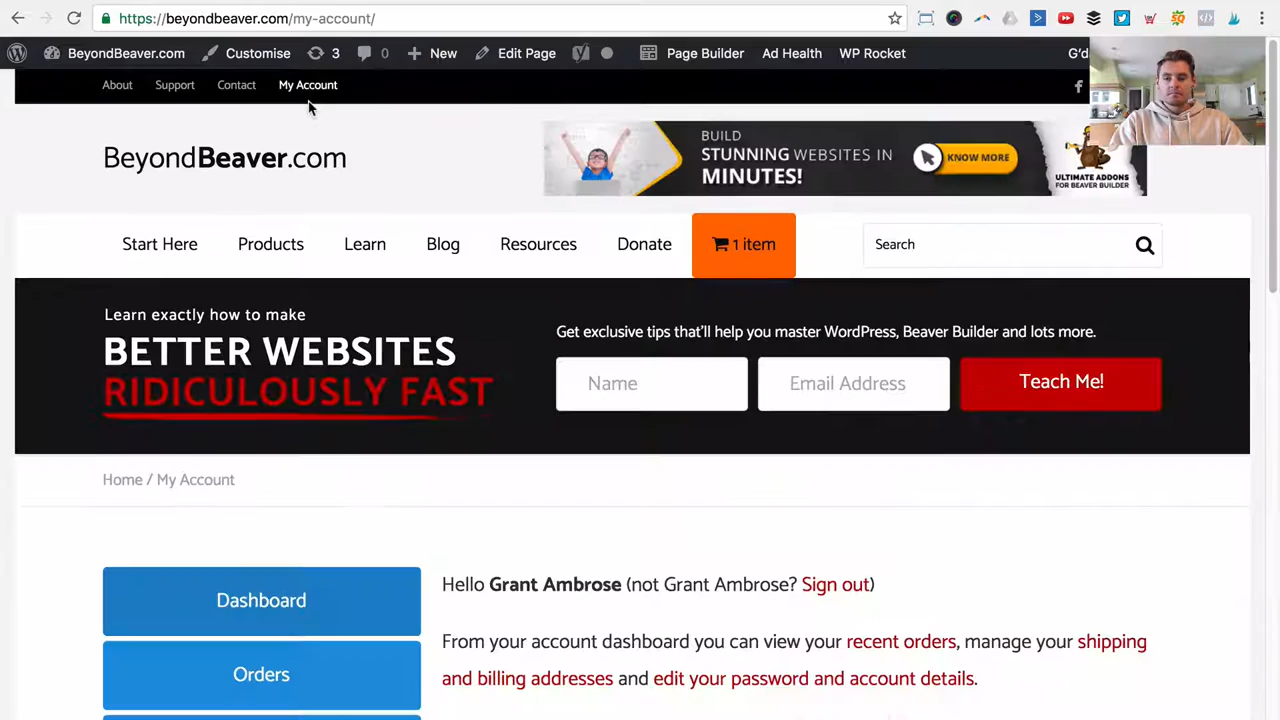 https://beyondbeaver.com/my-account/
BeyondBeaver.com Customise 3 0 New Edit Page Page Builder Ad Health WP Rocket G'd
About Support Contact My Account
BeyondBeaver.com
BUILD
STUNNING WEBSITES IN
MINUTES!
KNOW MORE
ULTIMATE ADDONS
FOR BEAVER BUILDER
Start Here Products Learn Blog Resources Donate 1 item Search
Learn exactly how to make
BETTER WEBSITES
RIDICULOUSLY FAST
Get exclusive tips that'll help you master WordPress, Beaver Builder and lots more.
Name Email Address Teach Me!
Home / My Account
Dashboard
Orders
Hello Grant Ambrose (not Grant Ambrose? Sign out)
From your account dashboard you can view your recent orders, manage your shipping
and billing addresses and edit your password and account details.